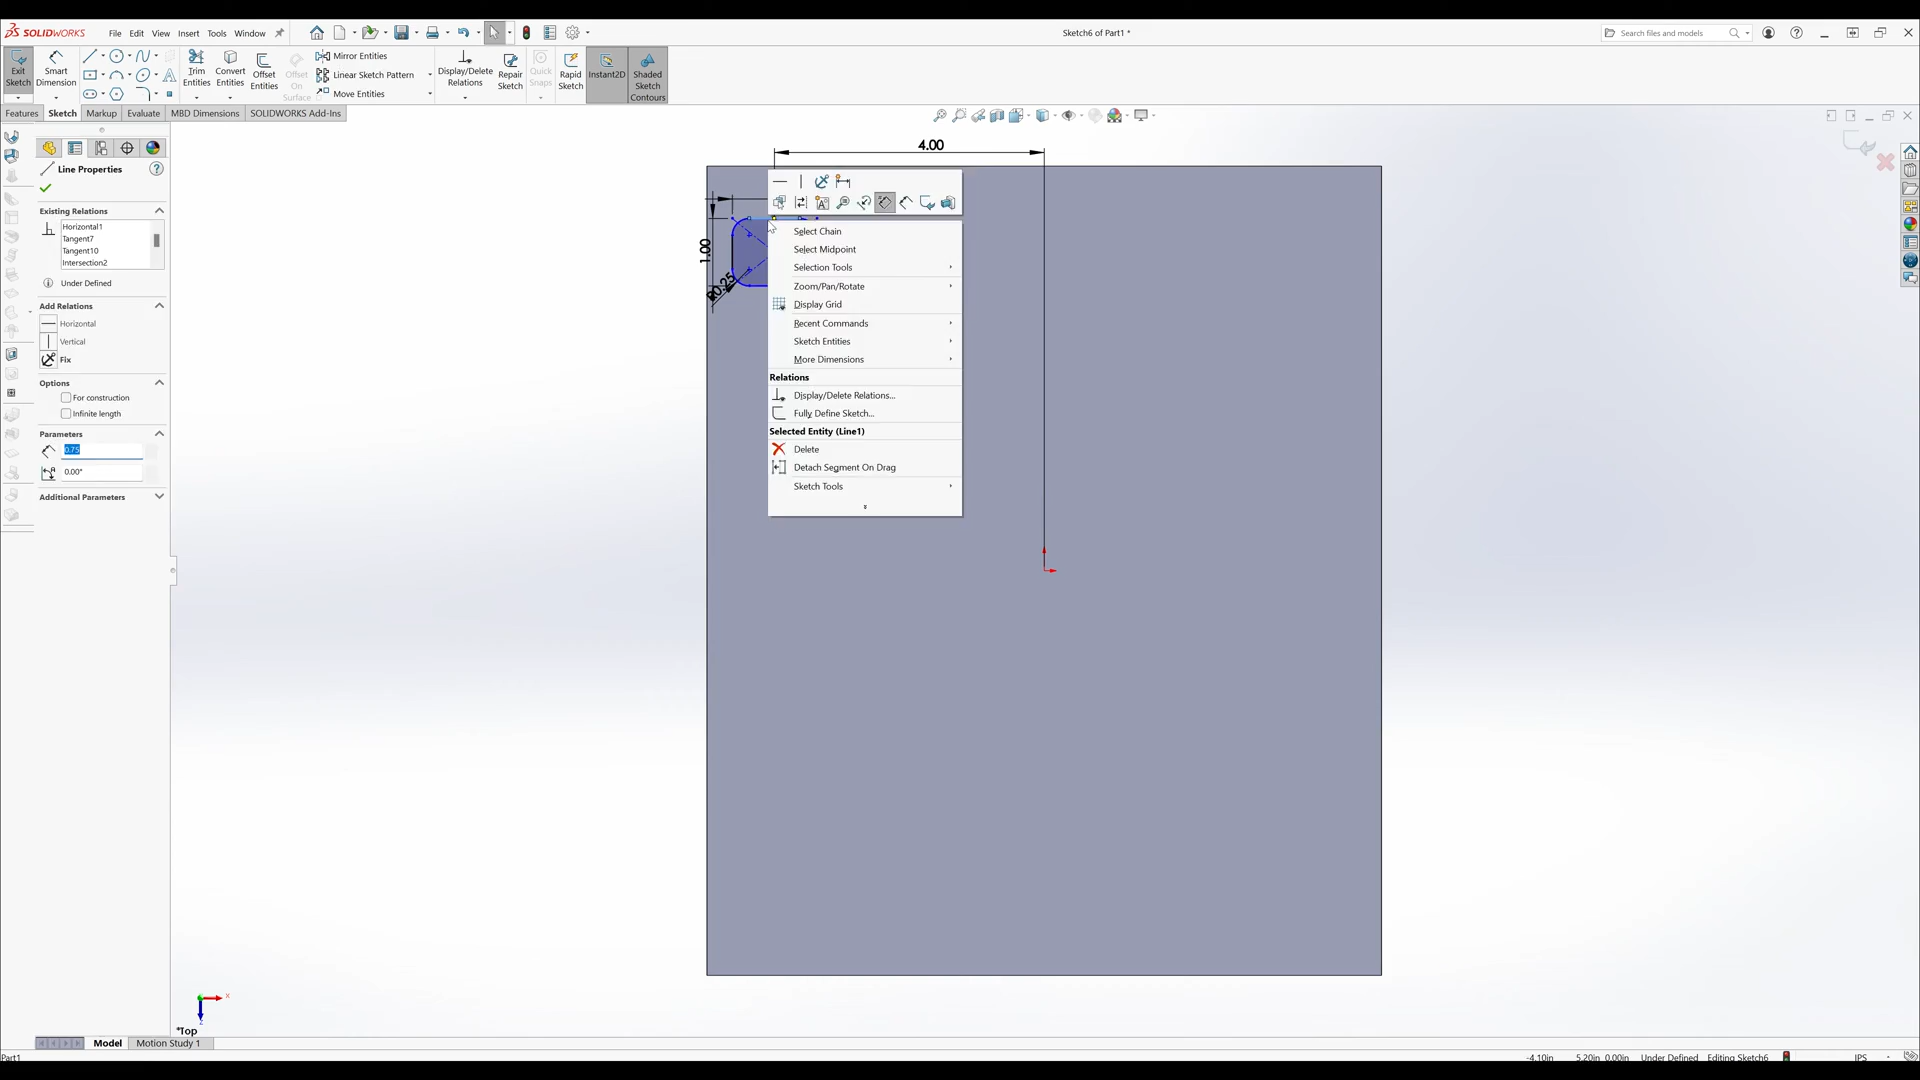 SOLIDWORKS
File
Edit
View
Insert
Tools
Window
Sketch6 of Part1 *
Search files and models
Exit Sketch
Smart Dimension
Trim Entities
Convert Entities
Offset Entities
Offset On Surface
Mirror Entities
Linear Sketch Pattern
Move Entities
Display/Delete Relations
Repair Sketch
Quick Snaps
Rapid Sketch
Instant2D
Shaded Sketch Contours
Features
Sketch
Markup
Evaluate
MBD Dimensions
SOLIDWORKS Add-Ins
Line Properties
Existing Relations
Horizontal1
Tangent7
Tangent10
Intersection2
Under Defined
Add Relations
Horizontal
Vertical
Fix
Options
For construction
Infinite length
Parameters
0.75
0.00°
Additional Parameters
4.00
1.00
R0.25
Select Chain
Select Midpoint
Selection Tools
Zoom/Pan/Rotate
Display Grid
Recent Commands
Sketch Entities
More Dimensions
Relations
Display/Delete Relations...
Fully Define Sketch...
Selected Entity (Line1)
Delete
Detach Segment On Drag
Sketch Tools
x
z
*Top
Model
Motion Study 1
Part1
-4.10in
5.20in
0.00in
Under Defined
Editing Sketch6
IPS